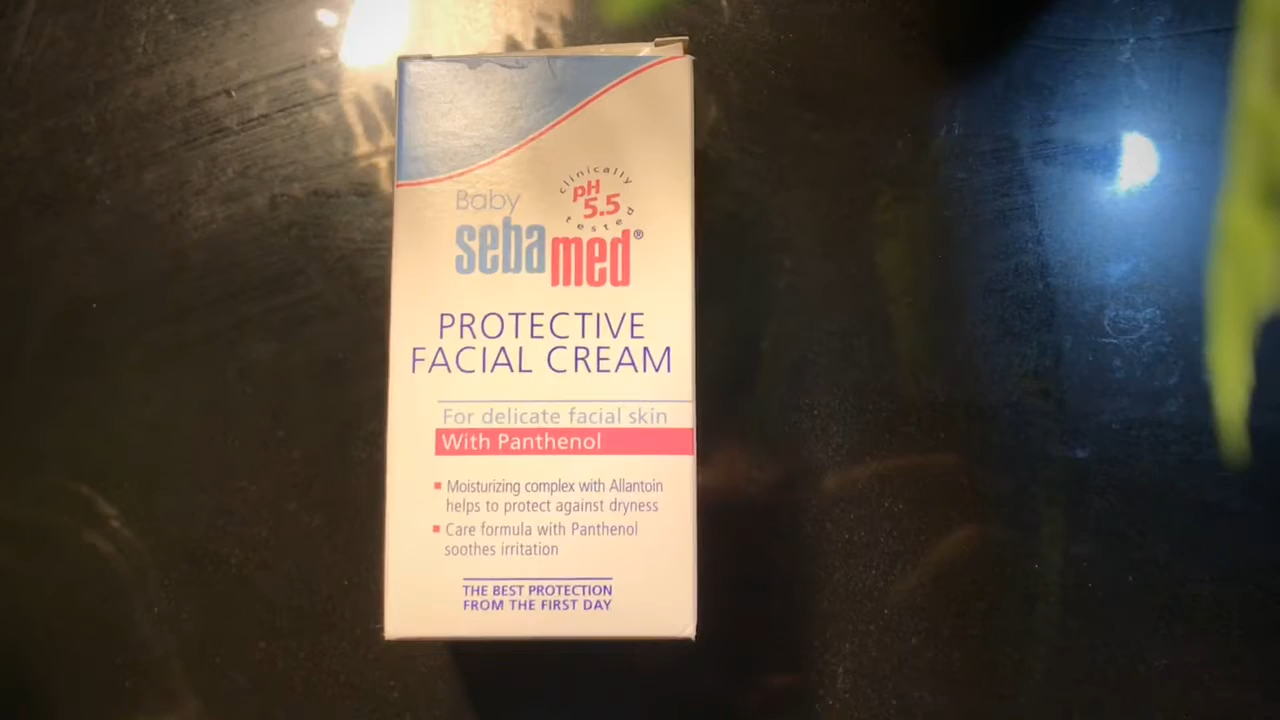 Baby
clinically
pH
5.5
tested
sebamed®
PROTECTIVE
FACIAL CREAM
For delicate facial skin
With Panthenol
Moisturizing complex with Allantoin
helps to protect against dryness
Care formula with Panthenol
soothes irritation
THE BEST PROTECTION
FROM THE FIRST DAY